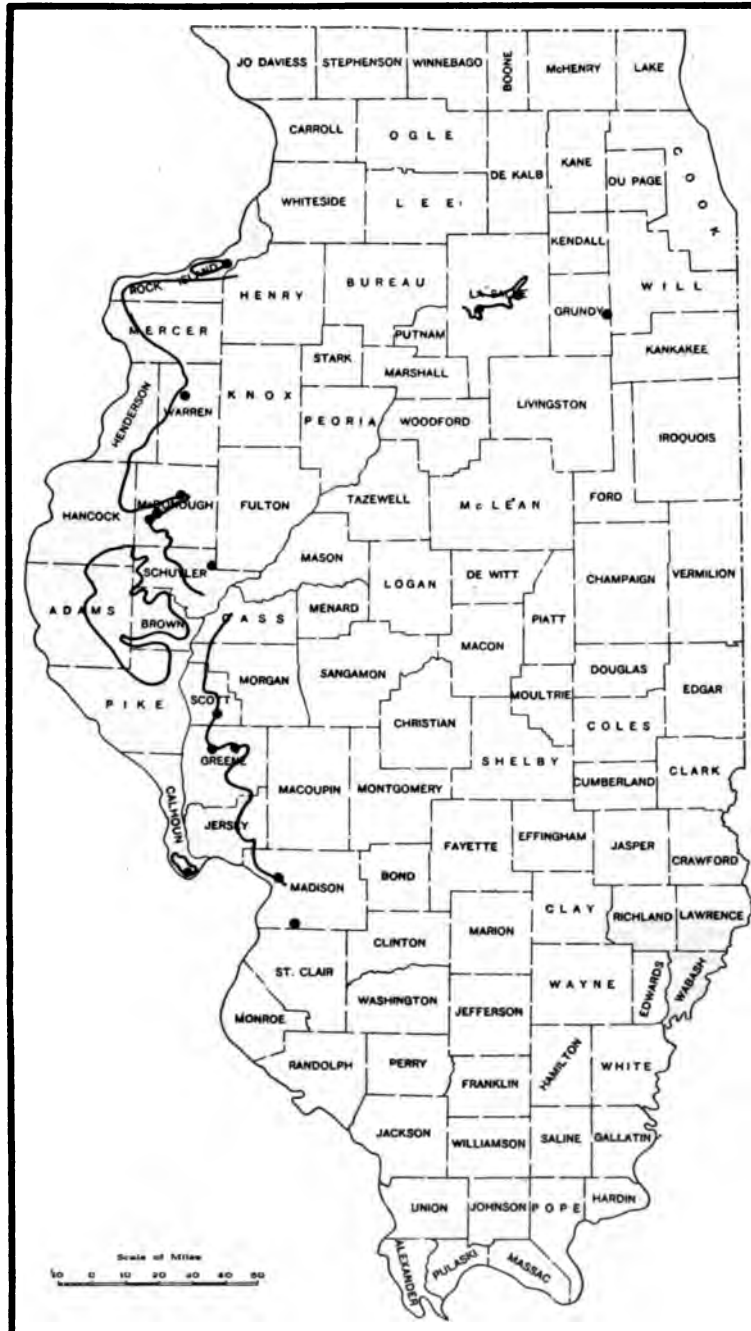 JO DAVIESS STEPHENSON WINNEBAGO BOONE McHENRY LAKE
CARROLL OGLE DE KALB KANE DU PAGE COOK
WHITESIDE LEE
KENDALL
ROCK ISLAND HENRY BUREAU LA SALLE GRUNDY WILL
MERCER PUTNAM
STARK MARSHALL KANKAKEE
HENDERSON WARREN KNOX PEORIA WOODFORD LIVINGSTON IROQUOIS
HANCOCK McDONOUGH FULTON TAZEWELL McLEAN FORD
MASON
SCHUYLER LOGAN DE WITT CHAMPAIGN VERMILION
ADAMS BROWN CASS MENARD PIATT
MACON
PIKE SCOTT MORGAN SANGAMON DOUGLAS EDGAR
MOULTRIE
CHRISTIAN COLES
GREENE SHELBY
CALHOUN MACOUPIN MONTGOMERY CUMBERLAND CLARK
JERSEY
FAYETTE EFFINGHAM JASPER CRAWFORD
MADISON BOND
CLAY RICHLAND LAWRENCE
CLINTON MARION
ST. CLAIR WAYNE EDWARDS WABASH
WASHINGTON JEFFERSON
MONROE
RANDOLPH PERRY HAMILTON WHITE
FRANKLIN
JACKSON WILLIAMSON SALINE GALLATIN
UNION JOHNSON POPE HARDIN
ALEXANDER PULASKI MASSAC
Scale of Miles
10 0 10 20 30 40 50